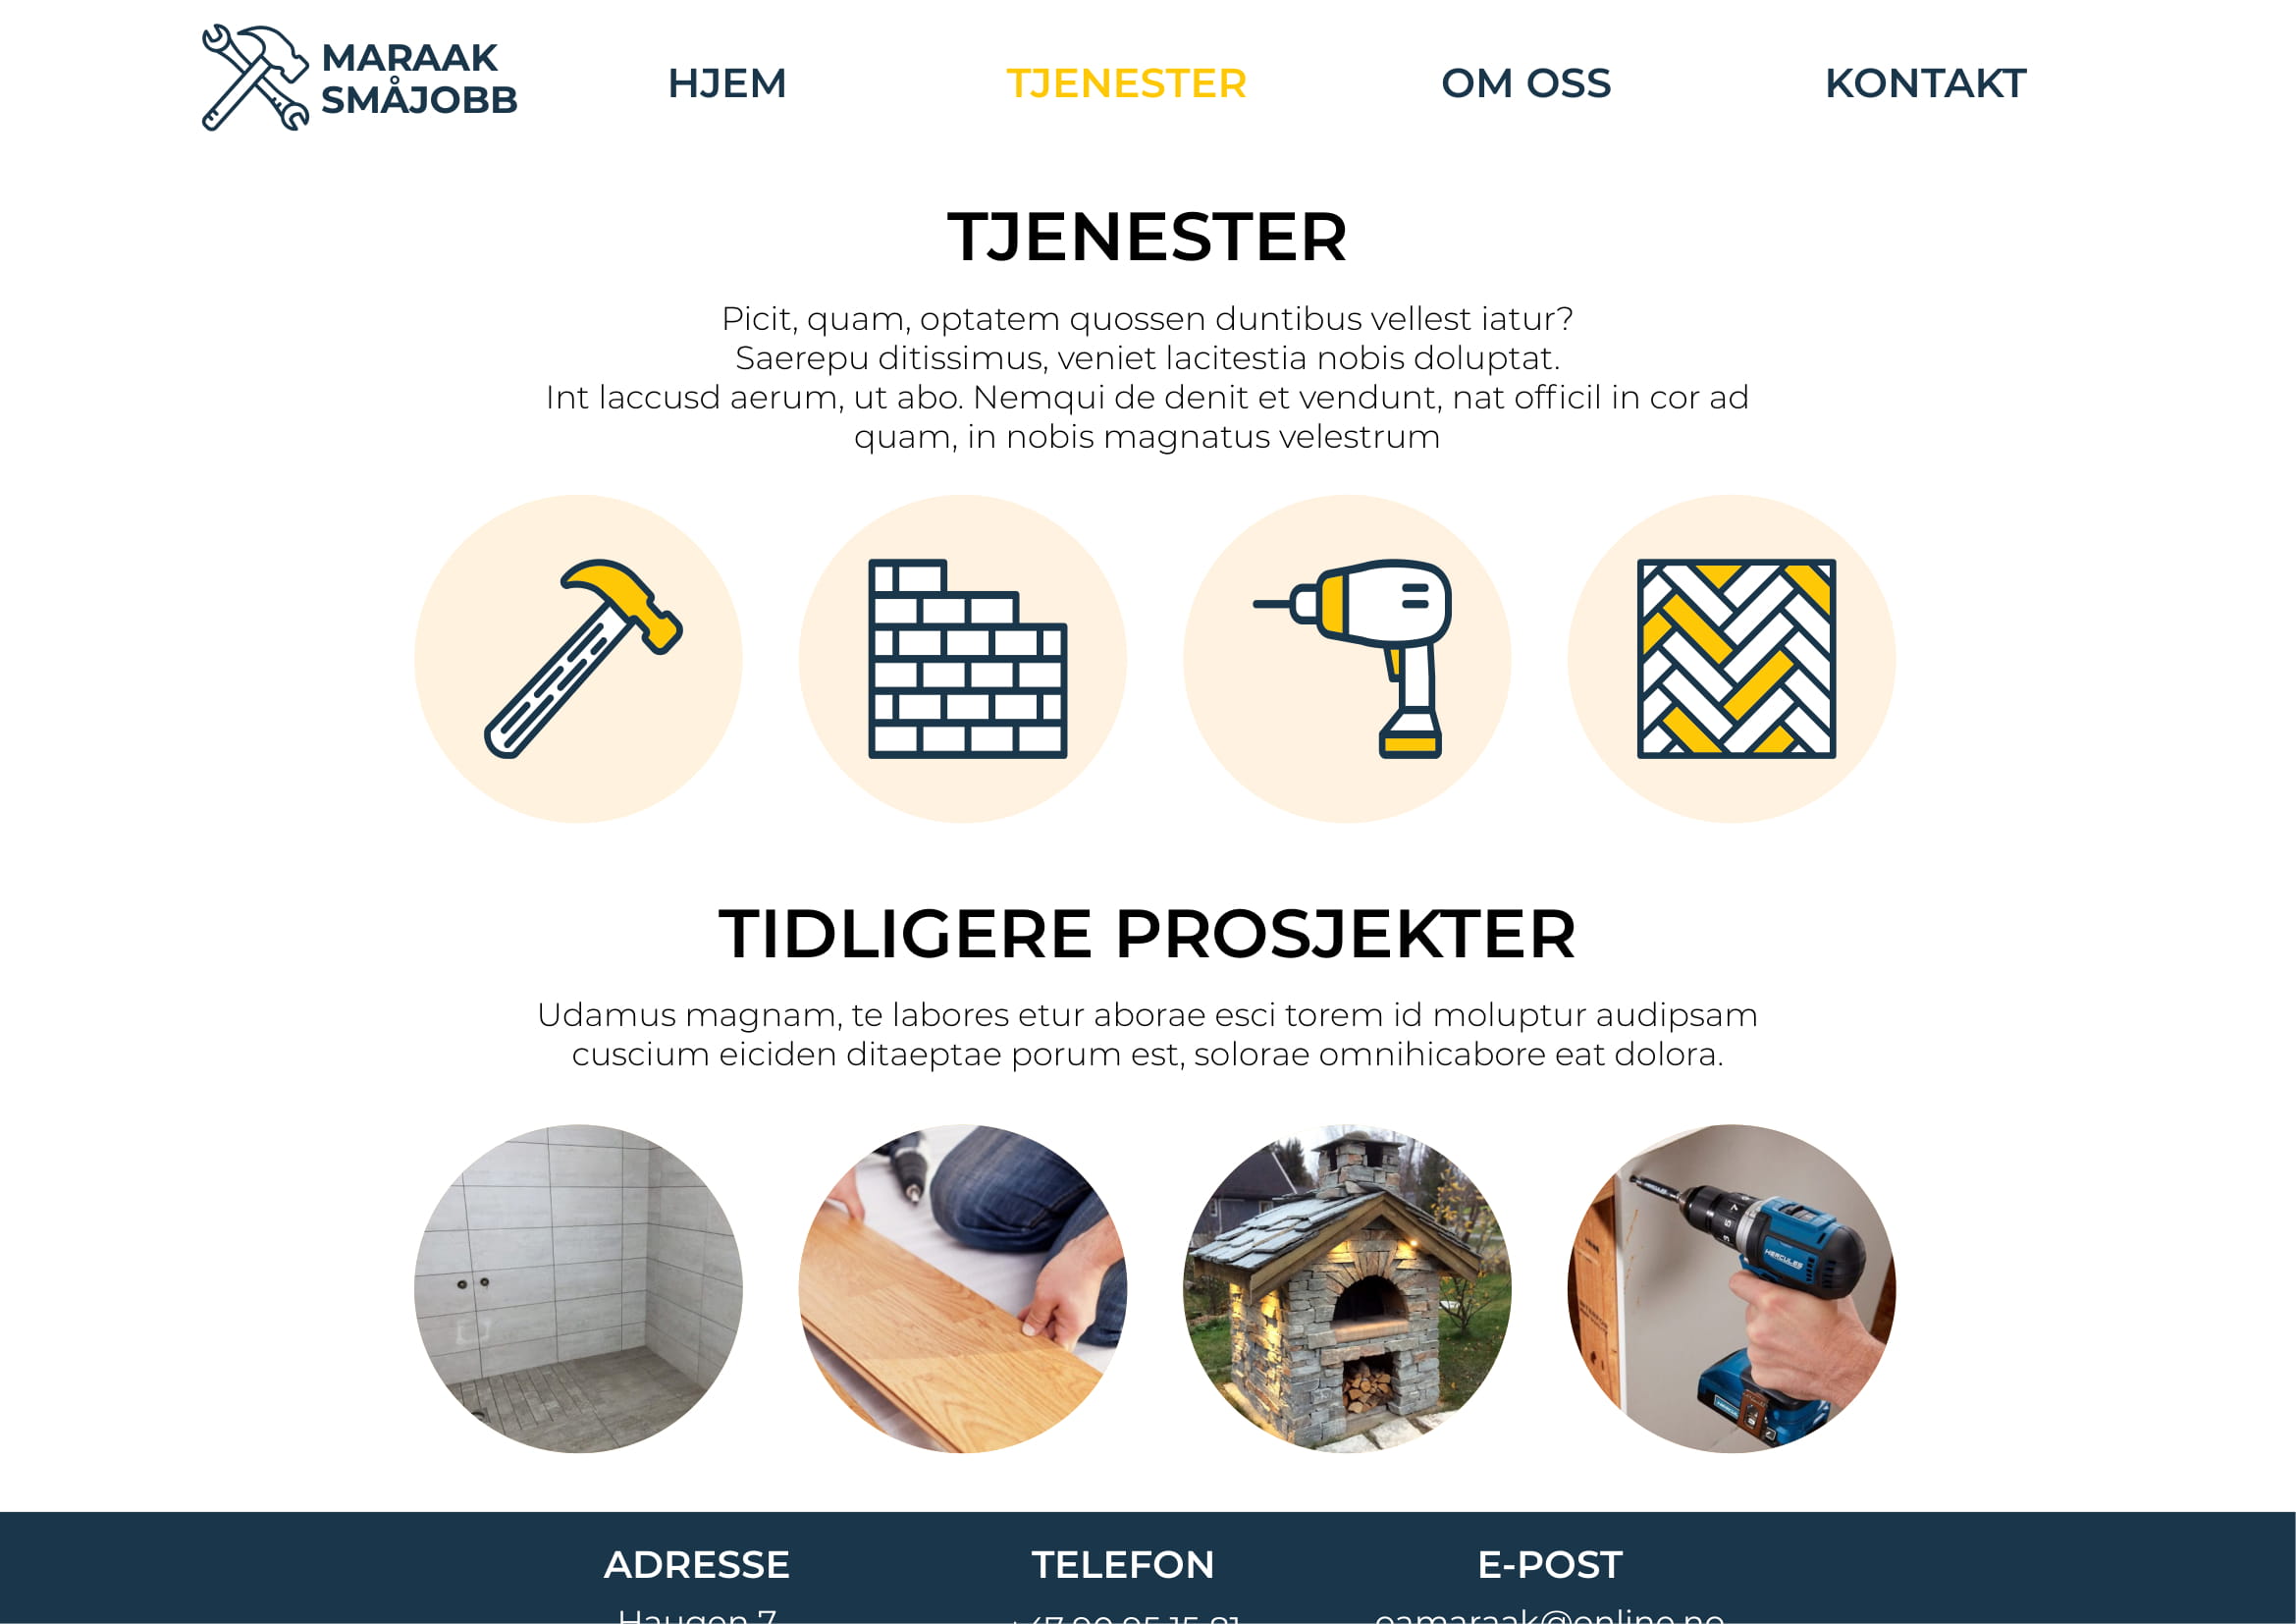 MARAAK
SMÅJOBB
HJEM
TJENESTER
OM OSS
KONTAKT
TJENESTER
Picit, quam, optatem quossen duntibus vellest iatur?
Saerepu ditissimus, veniet lacitestia nobis doluptat.
Int laccusd aerum, ut abo. Nemqui de denit et vendunt, nat officil in cor ad
quam, in nobis magnatus velestrum
TIDLIGERE PROSJEKTER
Udamus magnam, te labores etur aborae esci torem id moluptur audipsam
cuscium eiciden ditaeptae porum est, solorae omnihicabore eat dolora.
HERCULES
ADRESSE
TELEFON
E-POST
Haugen 7